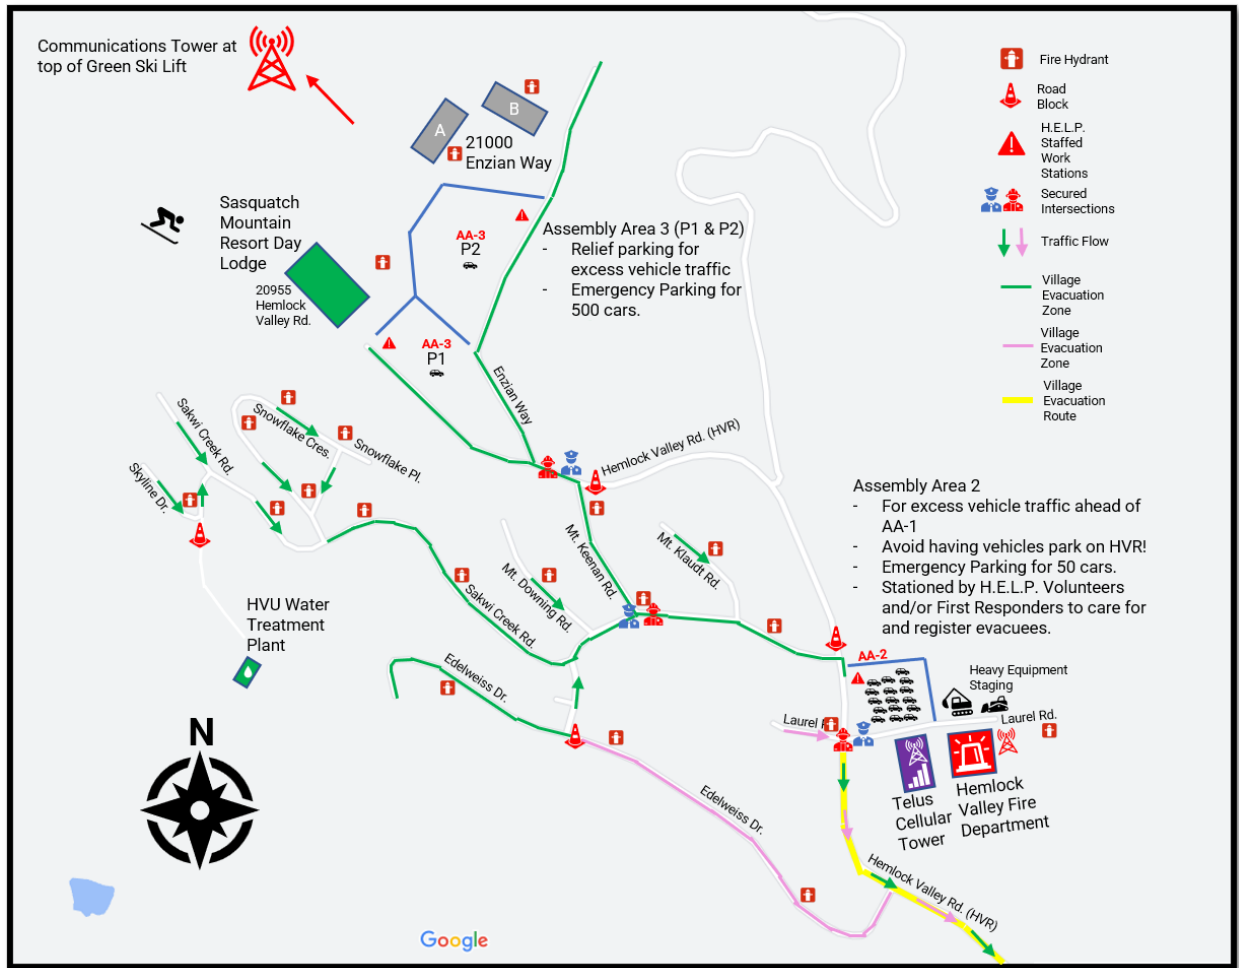 Communications Tower at
top of Green Ski Lift
A
B
21000
Enzian Way
Sasquatch
Mountain
Resort Day
Lodge
20955
Hemlock
Valley Rd.
AA-3
P2
AA-3
P1
Assembly Area 3 (P1 & P2)
- Relief parking for
excess vehicle traffic
- Emergency Parking for
500 cars.
Enzian Way
Hemlock Valley Rd. (HVR)
Fire Hydrant
Road
Block
H.E.L.P.
Staffed
Work
Stations
Secured
Intersections
Traffic Flow
Village
Evacuation
Zone
Village
Evacuation
Zone
Village
Evacuation
Route
Sakwi Creek Rd.
Skyline Dr.
Snowflake Cres.
Snowflake Pl.
Mt. Keenan Rd.
Mt. Klaudt Rd.
Mt. Downing Rd.
Sakwi Creek Rd.
Edelweiss Dr.
HVU Water
Treatment
Plant
Assembly Area 2
- For excess vehicle traffic ahead of
AA-1
- Avoid having vehicles park on HVR!
- Emergency Parking for 50 cars.
- Stationed by H.E.L.P. Volunteers
and/or First Responders to care for
and register evacuees.
AA-2
Heavy Equipment
Staging
Laurel
Laurel Rd.
Telus
Cellular
Tower
Hemlock
Valley Fire
Department
N
Edelweiss Dr.
Hemlock Valley Rd. (HVR)
Google